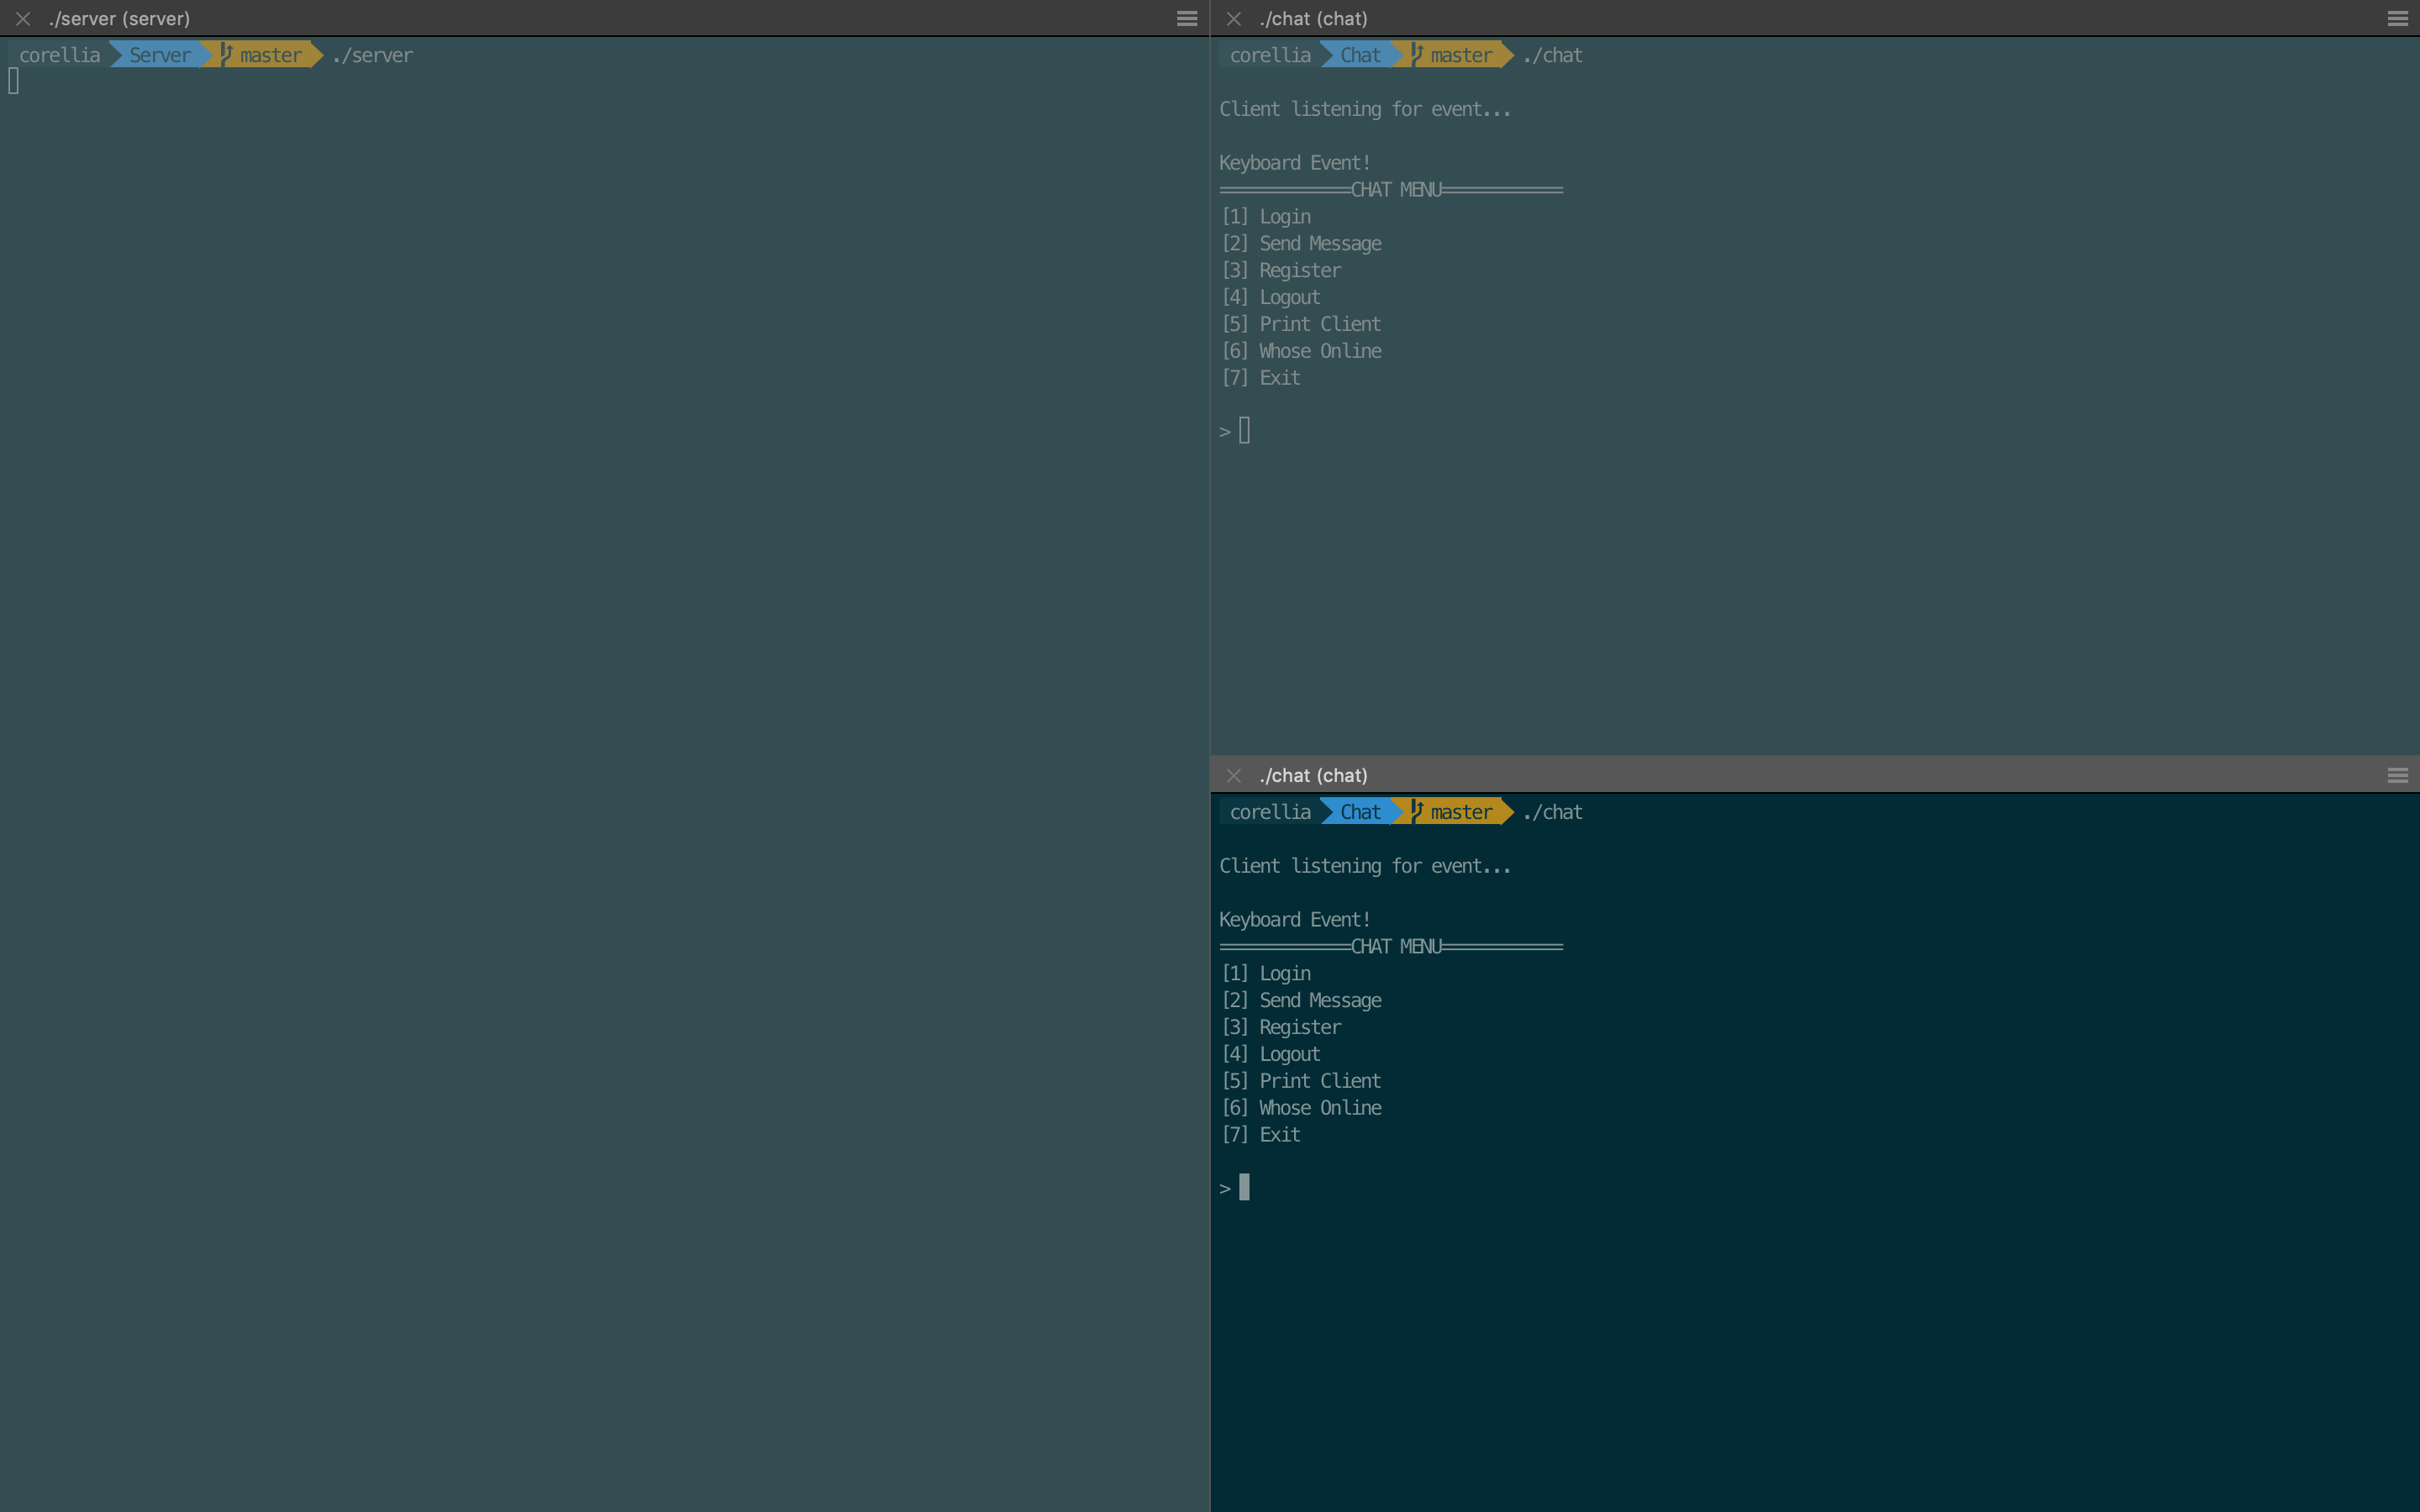 ./server (server)
corellia Server master ./server
./chat (chat)
corellia Chat master ./chat
Client listening for event...
Keyboard Event!
=============CHAT MENU============
[1] Login
[2] Send Message
[3] Register
[4] Logout
[5] Print Client
[6] Whose Online
[7] Exit
>
./chat (chat)
corellia Chat master ./chat
Client listening for event...
Keyboard Event!
=============CHAT MENU============
[1] Login
[2] Send Message
[3] Register
[4] Logout
[5] Print Client
[6] Whose Online
[7] Exit
>